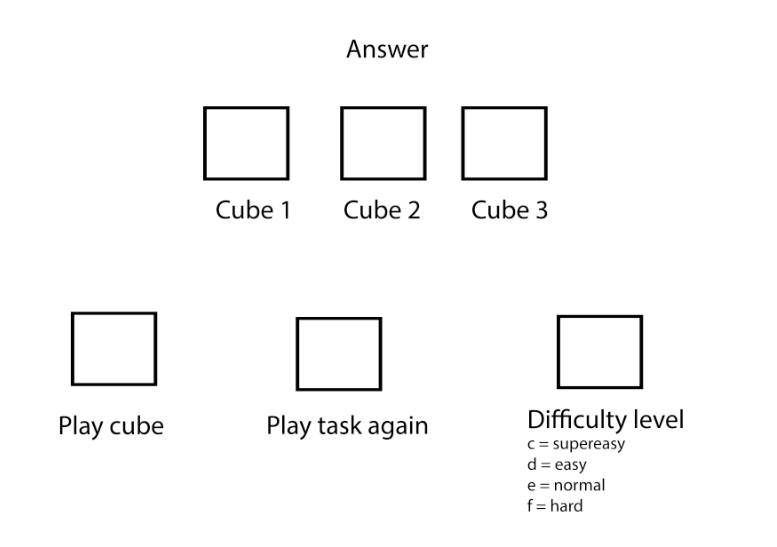 Answer
Cube 1
Cube 2
Cube 3
Play cube
Play task again
Difficulty level
c = supereasy
d = easy
e = normal
f = hard